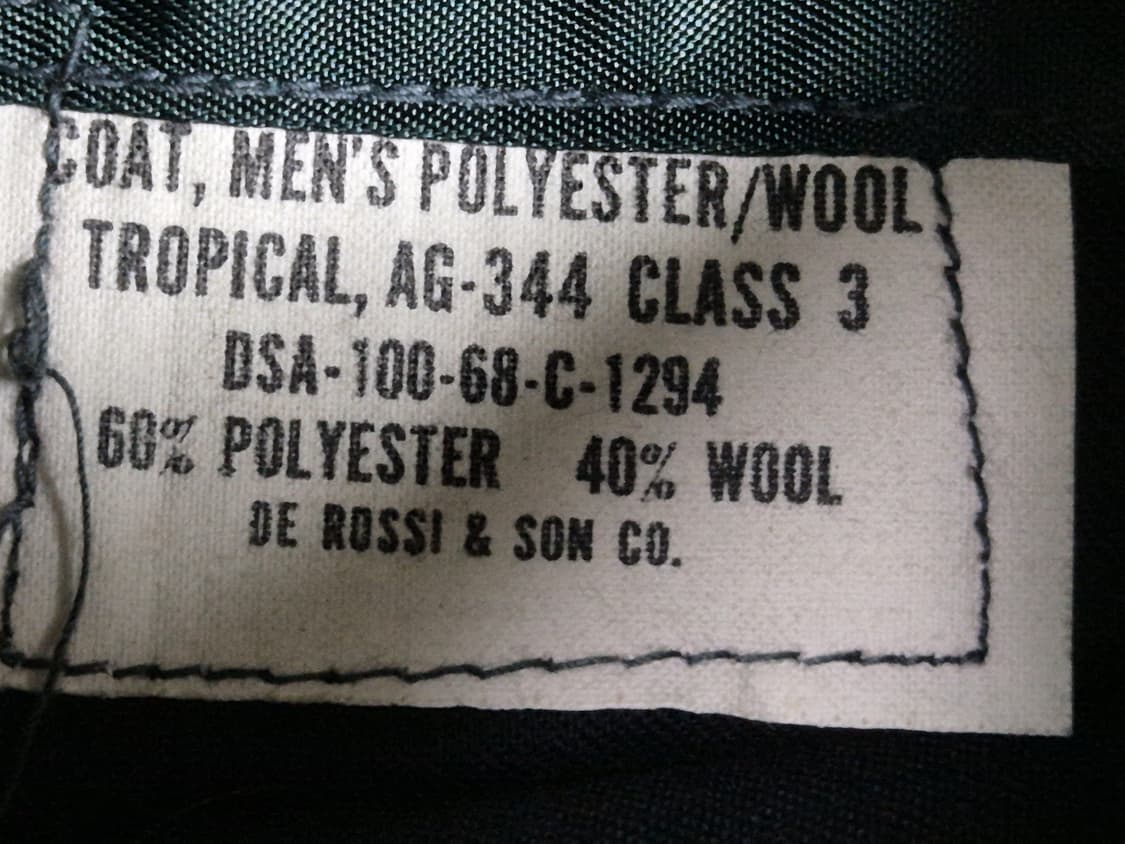 COAT, MEN'S POLYESTER/WOOL
TROPICAL, AG-344 CLASS 3
DSA-100-68-C-1294
60% POLYESTER 40% WOOL
DE ROSSI & SON CO.